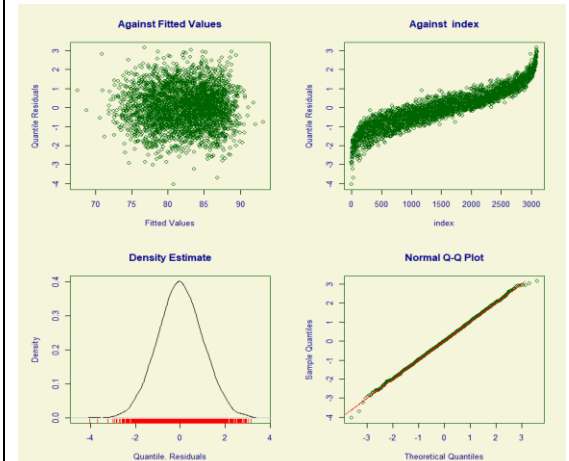 Against Fitted Values
Quantile Residuals
3
2
1
0
-1
-2
-3
-4
70 75 80 85 90
Fitted Values
Against index
Quantile Residuals
3
2
1
0
-1
-2
-3
-4
0 500 1000 1500 2000 2500 3000
index
Density Estimate
Density
0.4
0.3
0.2
0.1
0.0
-4 -2 0 2 4
Quantile. Residuals
Normal Q-Q Plot
Sample Quantiles
3
2
1
0
-1
-2
-3
-4
-3 -2 -1 0 1 2 3
Theoretical Quantiles